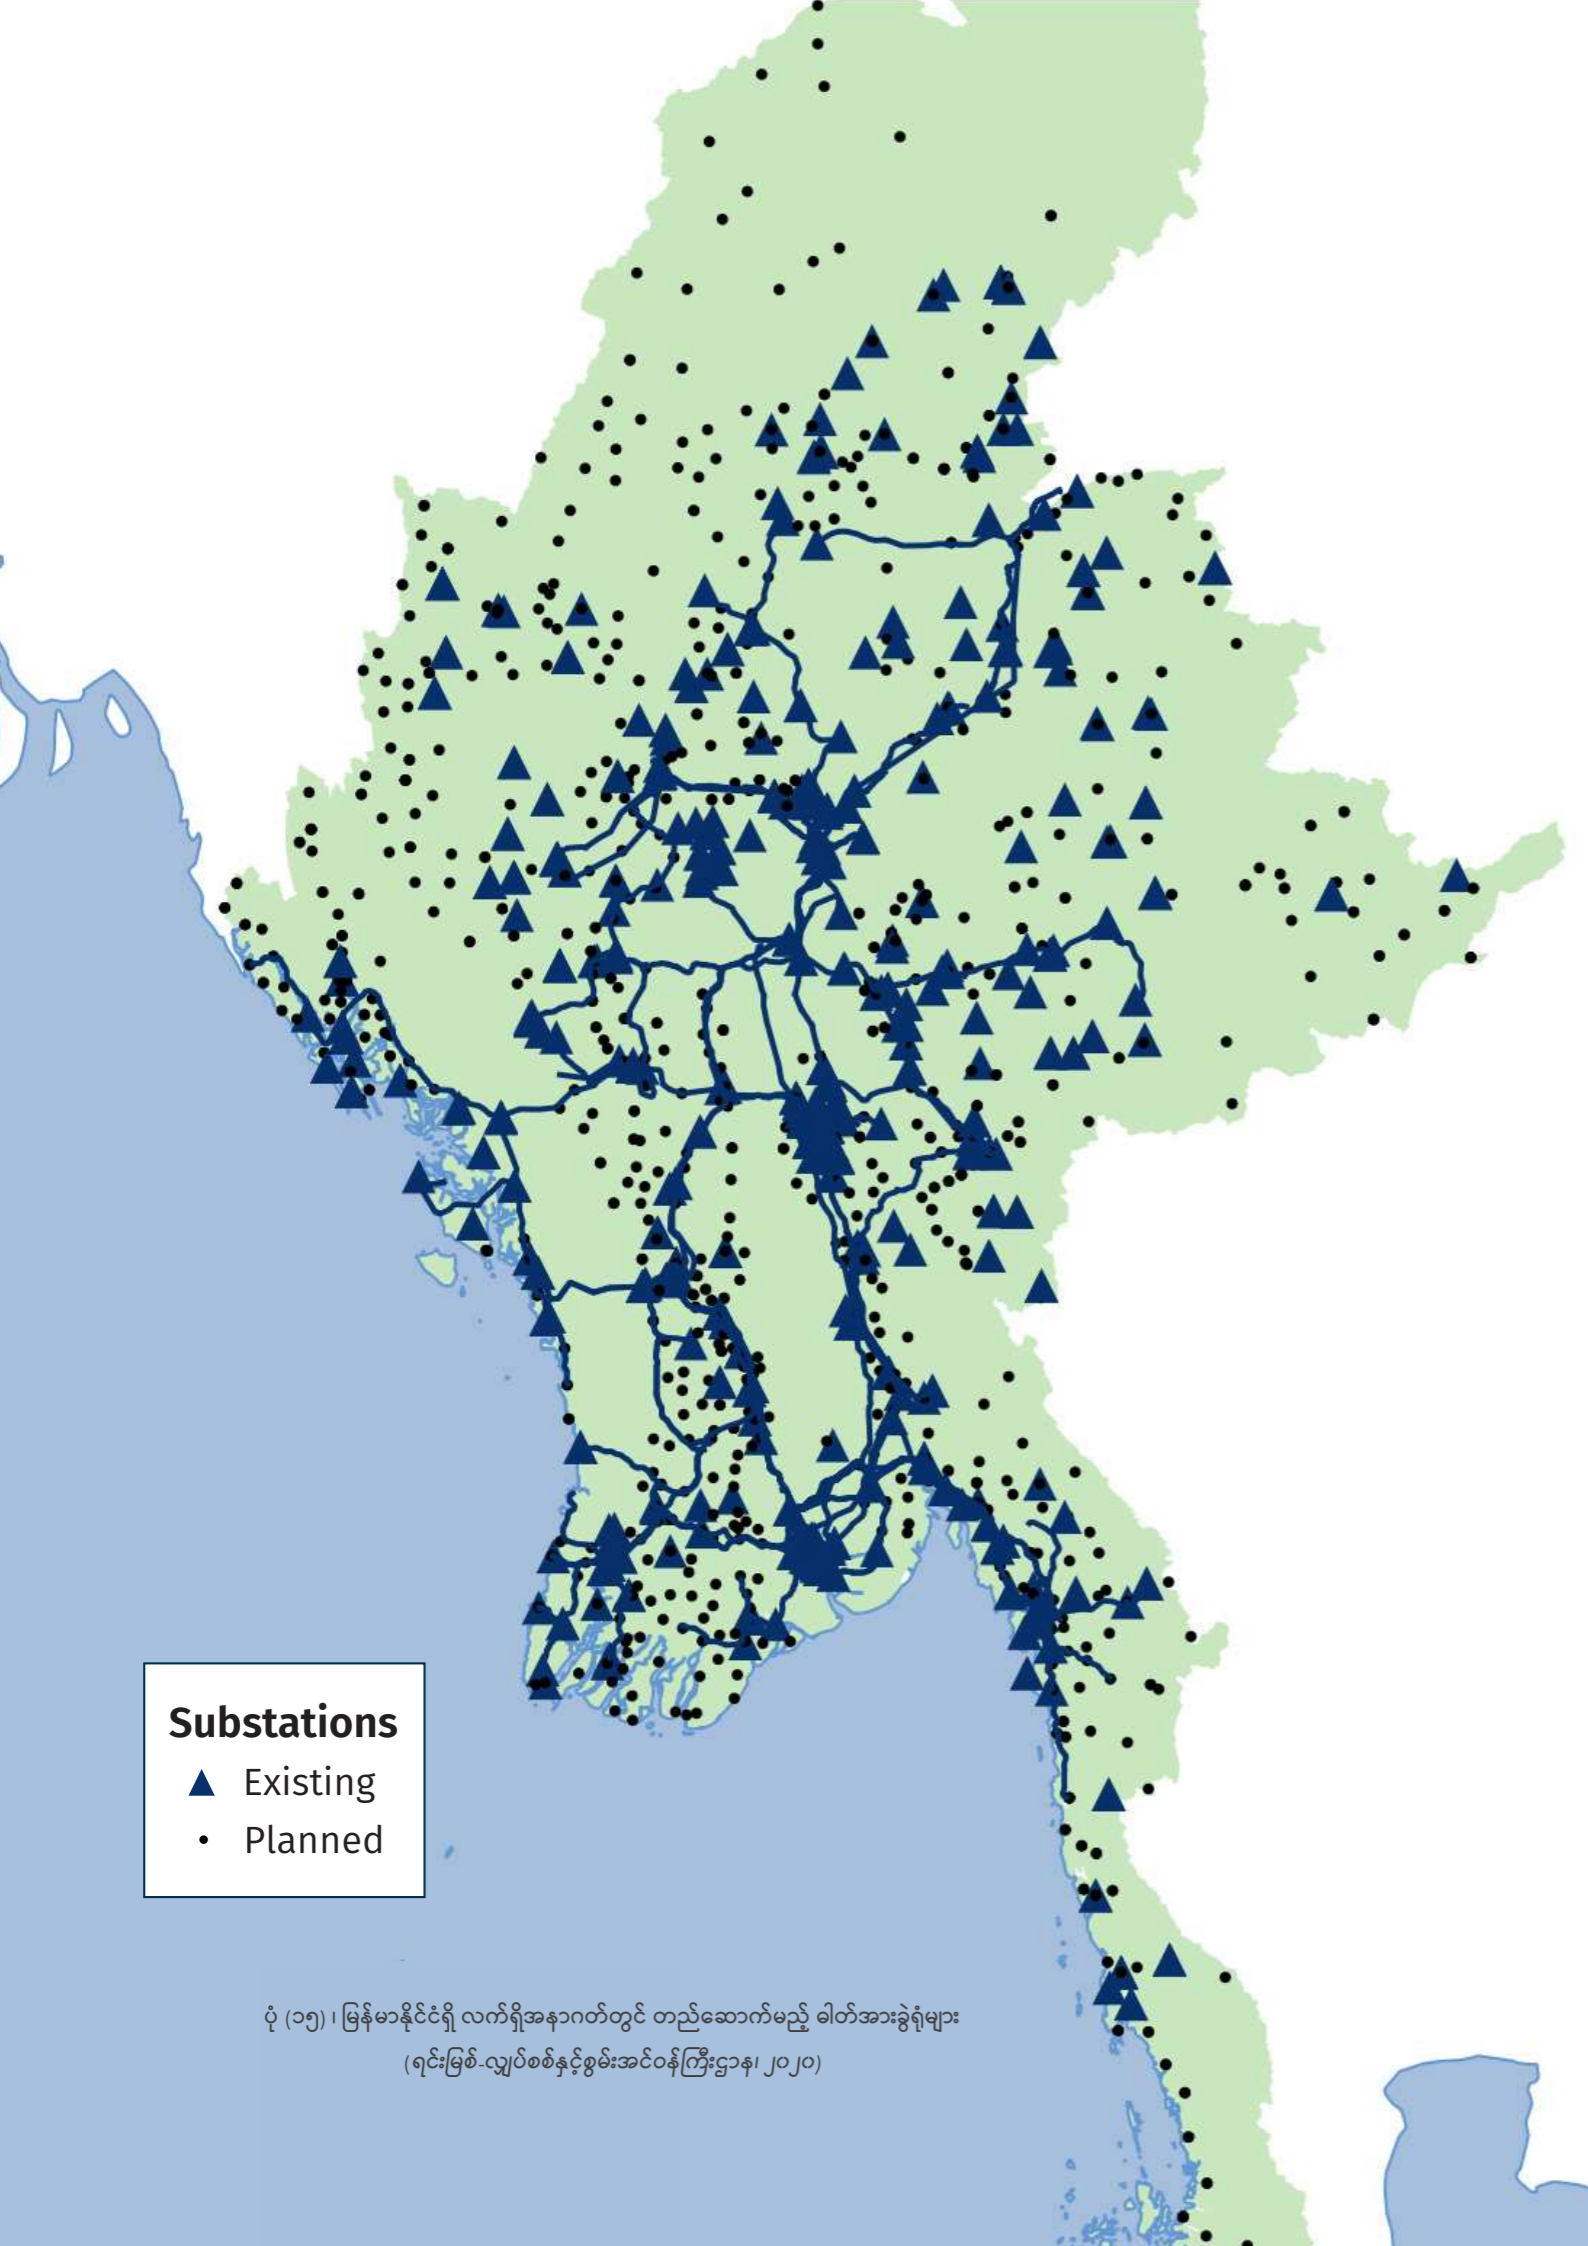 Substations
Existing
Planned
ပုံ (၁၅) ၊ မြန်မာနိုင်ငံရှိ လက်ရှိအနာဂတ်တွင် တည်ဆောက်မည့် ဓါတ်အားခွဲရုံများ
(ရင်းမြစ်-လျှပ်စစ်နှင့်စွမ်းအင်ဝန်ကြီးဌာန၊ ၂၀၂၀)